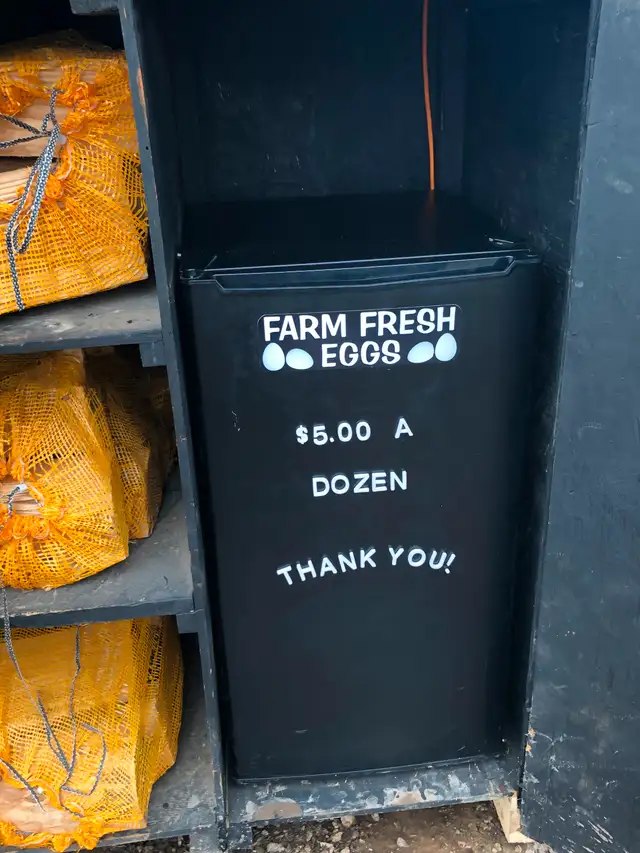 FARM FRESH
EGGS
$5.00 A
DOZEN
THANK YOU!